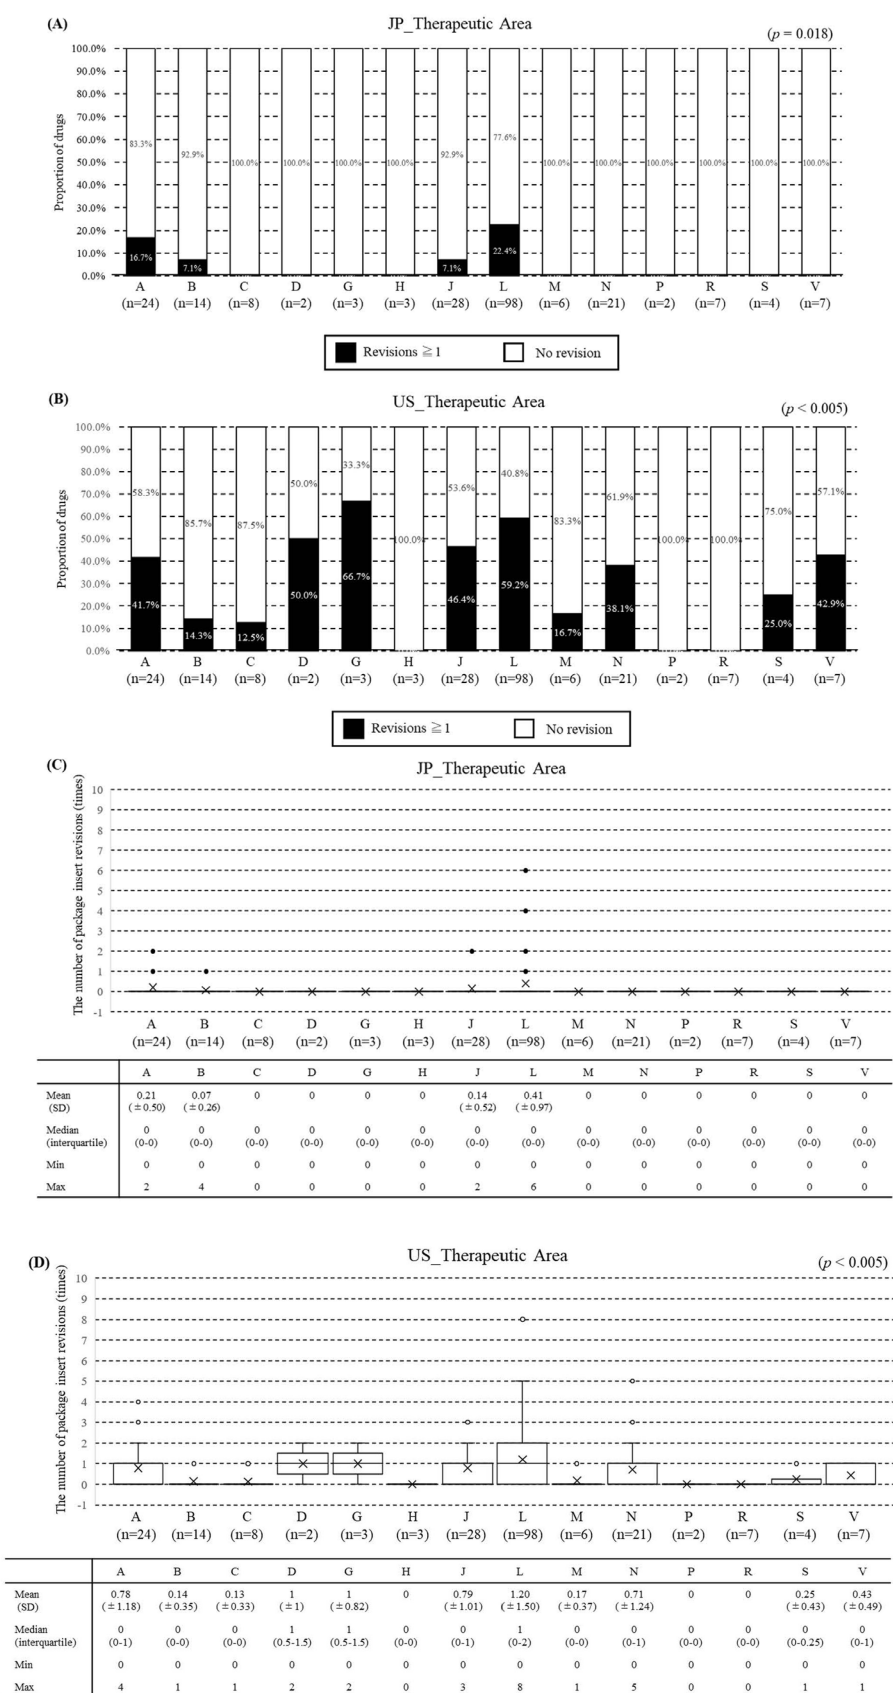 (A)
JP_Therapeutic Area
(p = 0.018)
Proportion of drugs
100.0%
90.0%
80.0%
70.0%
60.0%
50.0%
40.0%
30.0%
20.0%
10.0%
0.0%
83.3% 92.9% 100.0% 100.0% 100.0% 100.0% 92.9% 77.6% 100.0% 100.0% 100.0% 100.0% 100.0% 100.0%
16.7% 7.1% 7.1% 22.4%
A B C D G H J L M N P R S V
(n=24) (n=14) (n=8) (n=2) (n=3) (n=3) (n=28) (n=98) (n=6) (n=21) (n=2) (n=7) (n=4) (n=7)
Revisions ≧ 1 No revision
(B)
US_Therapeutic Area
(p < 0.005)
Proportion of drugs
100.0%
90.0%
80.0%
70.0%
60.0%
50.0%
40.0%
30.0%
20.0%
10.0%
0.0%
58.3% 85.7% 87.5% 50.0% 33.3% 100.0% 53.6% 40.8% 83.3% 61.9% 100.0% 100.0% 75.0% 57.1%
41.7% 14.3% 12.5% 50.0% 66.7% 46.4% 59.2% 16.7% 38.1% 25.0% 42.9%
A B C D G H J L M N P R S V
(n=24) (n=14) (n=8) (n=2) (n=3) (n=3) (n=28) (n=98) (n=6) (n=21) (n=2) (n=7) (n=4) (n=7)
Revisions ≧ 1 No revision
(C)
JP_Therapeutic Area
The number of package insert revisions (times)
10
9
8
7
6
5
4
3
2
1
0
-1
A B C D G H J L M N P R S V
(n=24) (n=14) (n=8) (n=2) (n=3) (n=3) (n=28) (n=98) (n=6) (n=21) (n=2) (n=7) (n=4) (n=7)
A B C D G H J L M N P R S V
Mean 0.21 0.07 0 0 0 0 0.14 0.41 0 0 0 0 0 0
(SD) (±0.50) (±0.26) (±0.52) (±0.97)
Median 0 0 0 0 0 0 0 0 0 0 0 0 0 0
(interquartile) (0-0) (0-0) (0-0) (0-0) (0-0) (0-0) (0-0) (0-0) (0-0) (0-0) (0-0) (0-0) (0-0) (0-0)
Min 0 0 0 0 0 0 0 0 0 0 0 0 0 0
Max 2 4 0 0 0 0 2 6 0 0 0 0 0 0
(D)
US_Therapeutic Area
(p < 0.005)
The number of package insert revisions (times)
10
9
8
7
6
5
4
3
2
1
0
-1
A B C D G H J L M N P R S V
(n=24) (n=14) (n=8) (n=2) (n=3) (n=3) (n=28) (n=98) (n=6) (n=21) (n=2) (n=7) (n=4) (n=7)
A B C D G H J L M N P R S V
Mean 0.78 0.14 0.13 1 1 0 0.79 1.20 0.17 0.71 0 0 0.25 0.43
(SD) (±1.18) (±0.35) (±0.33) (±1) (±0.82) (±1.01) (±1.50) (±0.37) (±1.24) (±0.43) (±0.49)
Median 0 0 0 1 1 0 0 1 0 0 0 0 0 0
(interquartile) (0-1) (0-0) (0-0) (0.5-1.5) (0.5-1.5) (0-0) (0-1) (0-2) (0-0) (0-1) (0-0) (0-0) (0-0.25) (0-1)
Min 0 0 0 0 0 0 0 0 0 0 0 0 0 0
Max 4 1 1 2 2 0 3 8 1 5 0 0 1 1